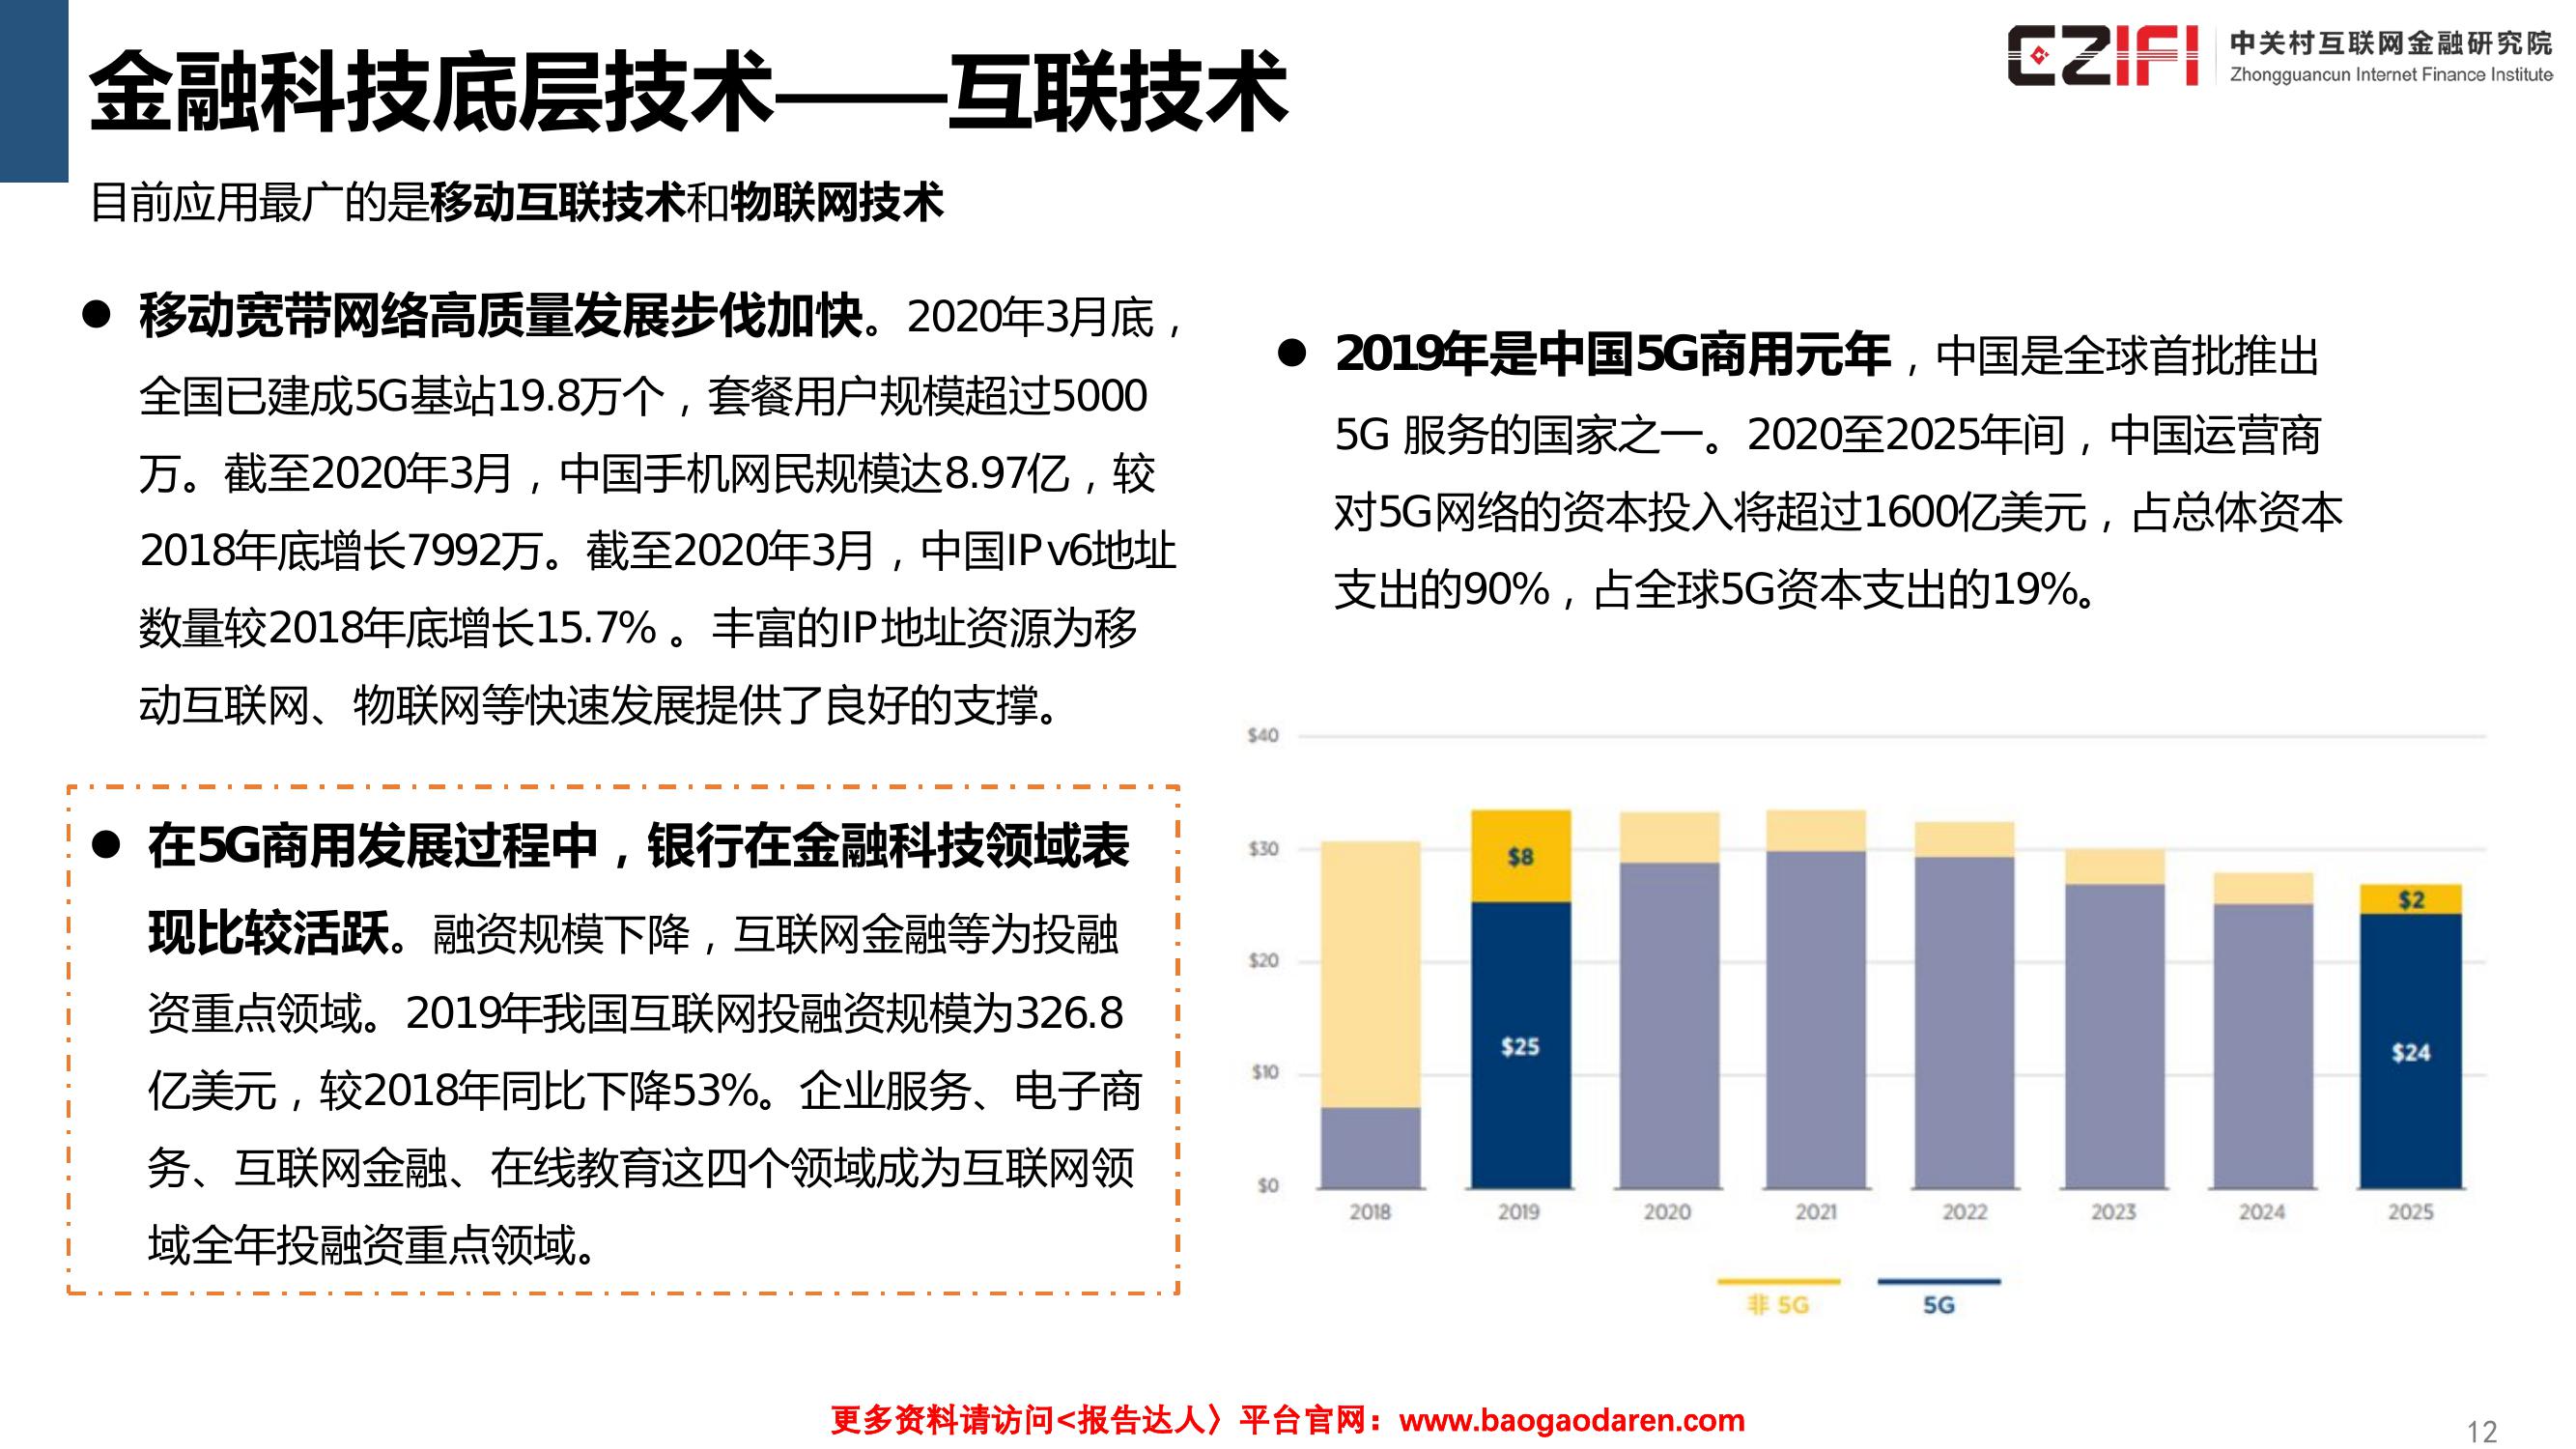 金融科技底层技术——互联技术
CZIFI
中关村互联网金融研究院
Zhongguancun Internet Finance Institute
目前应用最广的是移动互联技术和物联网技术
● 移动宽带网络高质量发展步伐加快。2020年3月底，
全国已建成5G基站19.8万个，套餐用户规模超过5000
万。截至2020年3月，中国手机网民规模达8.97亿，较
2018年底增长7992万。截至2020年3月，中国IPv6地址
数量较2018年底增长15.7% 。丰富的IP地址资源为移
动互联网、物联网等快速发展提供了良好的支撑。
● 在5G商用发展过程中，银行在金融科技领域表
现比较活跃。融资规模下降，互联网金融等为投融
资重点领域。2019年我国互联网投融资规模为326.8
亿美元，较2018年同比下降53%。企业服务、电子商
务、互联网金融、在线教育这四个领域成为互联网领
域全年投融资重点领域。
● 2019年是中国5G商用元年，中国是全球首批推出
5G 服务的国家之一。2020至2025年间，中国运营商
对5G网络的资本投入将超过1600亿美元，占总体资本
支出的90%，占全球5G资本支出的19%。
$40
$30
$20
$10
$0
$8
$25
$2
$24
2018 2019 2020 2021 2022 2023 2024 2025
非 5G 5G
更多资料请访问<报告达人〉平台官网：www.baogaodaren.com
12